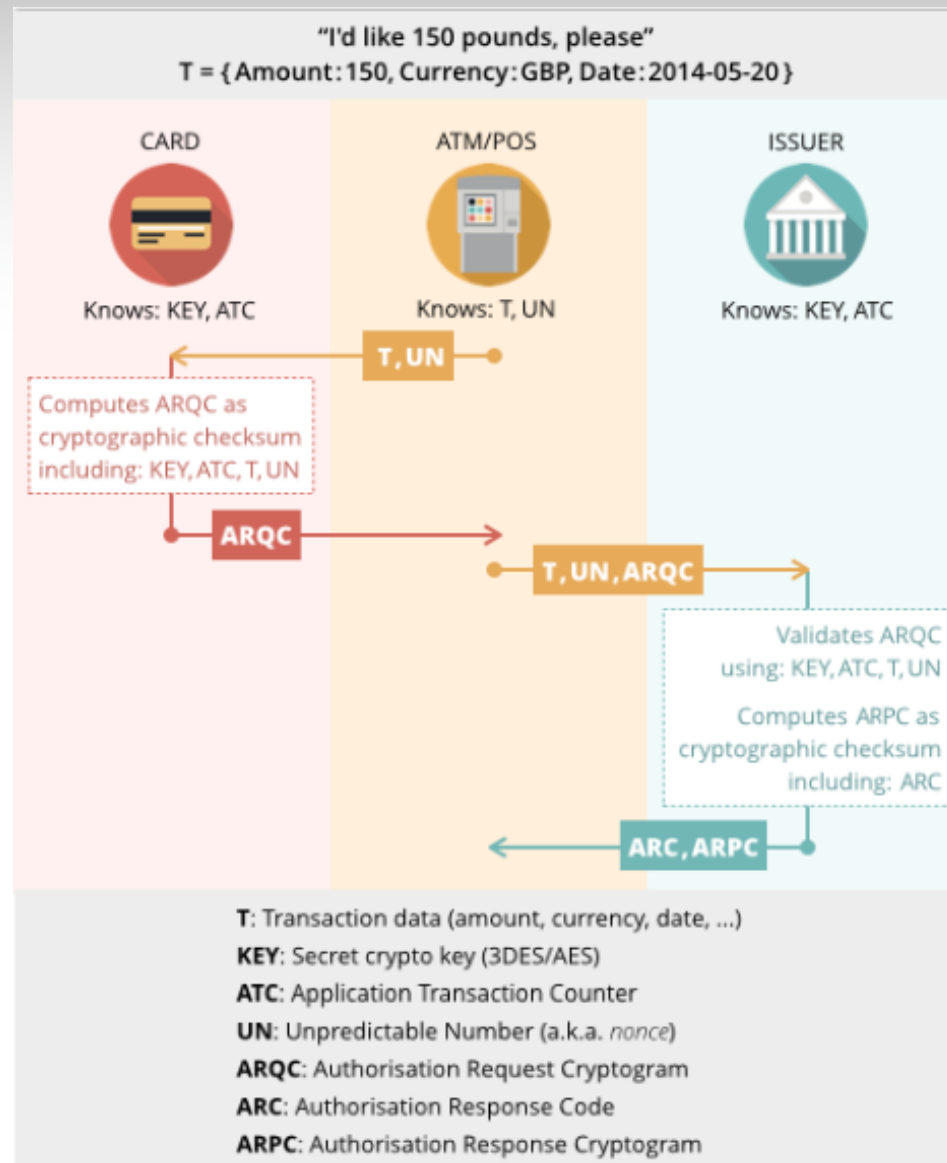 “I'd like 150 pounds, please”
T = { Amount:150, Currency:GBP, Date:2014-05-20 }
CARD
ATM/POS
ISSUER
Knows: KEY, ATC
Knows: T, UN
Knows: KEY, ATC
T, UN
Computes ARQC as
cryptographic checksum
including: KEY, ATC, T, UN
ARQC
T, UN, ARQC
Validates ARQC
using: KEY, ATC, T, UN
Computes ARPC as
cryptographic checksum
including: ARC
ARC, ARPC
T: Transaction data (amount, currency, date, ...)
KEY: Secret crypto key (3DES/AES)
ATC: Application Transaction Counter
UN: Unpredictable Number (a.k.a. nonce)
ARQC: Authorisation Request Cryptogram
ARC: Authorisation Response Code
ARPC: Authorisation Response Cryptogram